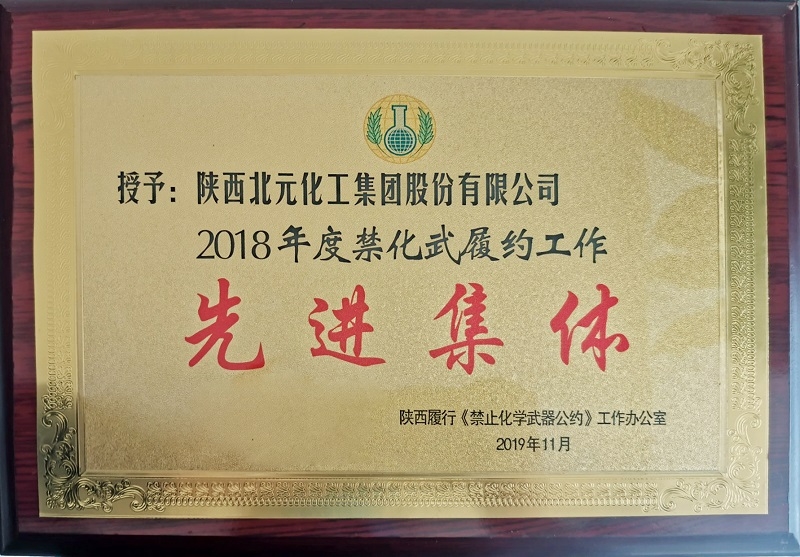 授予：陕西北元化工集团股份有限公司
2018年度禁化武履约工作
先进集体
陕西履行《禁止化学武器公约》工作办公室
2019年11月